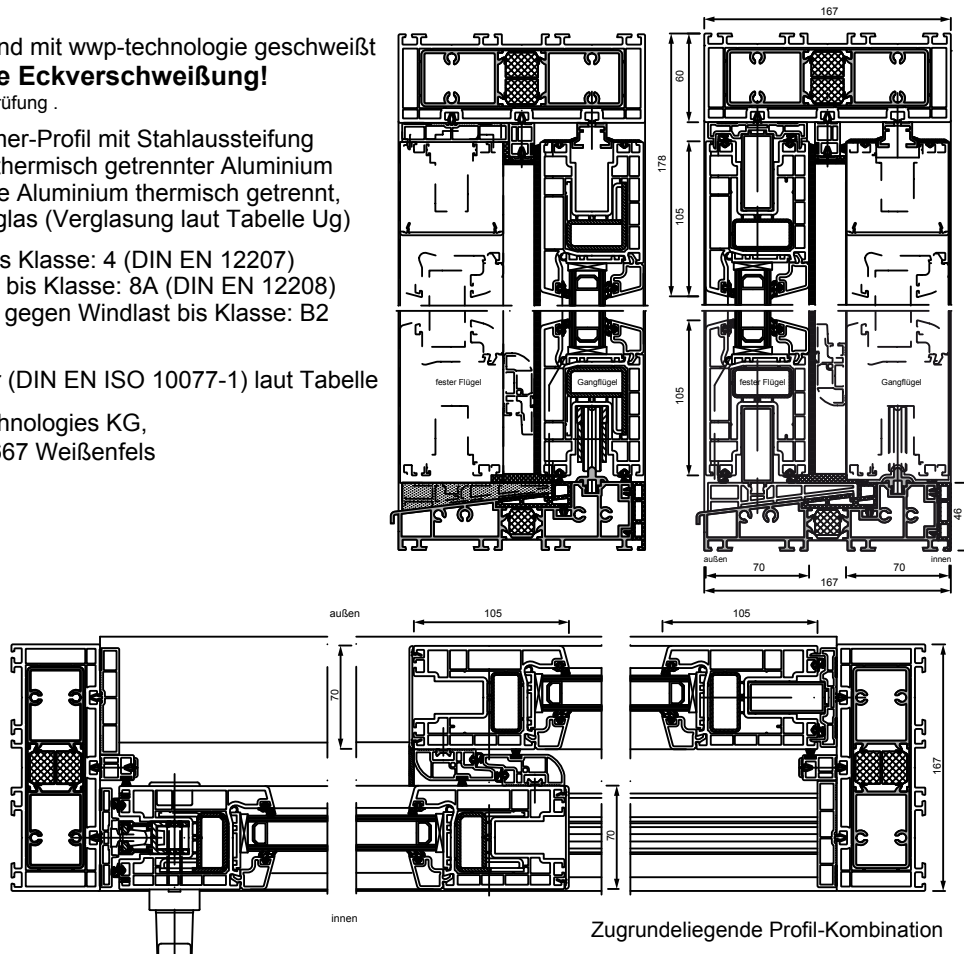 nd mit wwp-technologie geschweißt
e Eckverschweißung!
rüfung .
ner-Profil mit Stahlaussteifung
thermisch getrennter Aluminium
e Aluminium thermisch getrennt,
glas (Verglasung laut Tabelle Ug)
s Klasse: 4 (DIN EN 12207)
bis Klasse: 8A (DIN EN 12208)
gegen Windlast bis Klasse: B2
r (DIN EN ISO 10077-1) laut Tabelle
chnologies KG,
667 Weißenfels
167
60
178
105
105
fester Flügel
Gangflügel
fester Flügel
Gangflügel
46
außen
innen
70
70
167
außen
105
105
70
167
70
innen
Zugrundeliegende Profil-Kombination